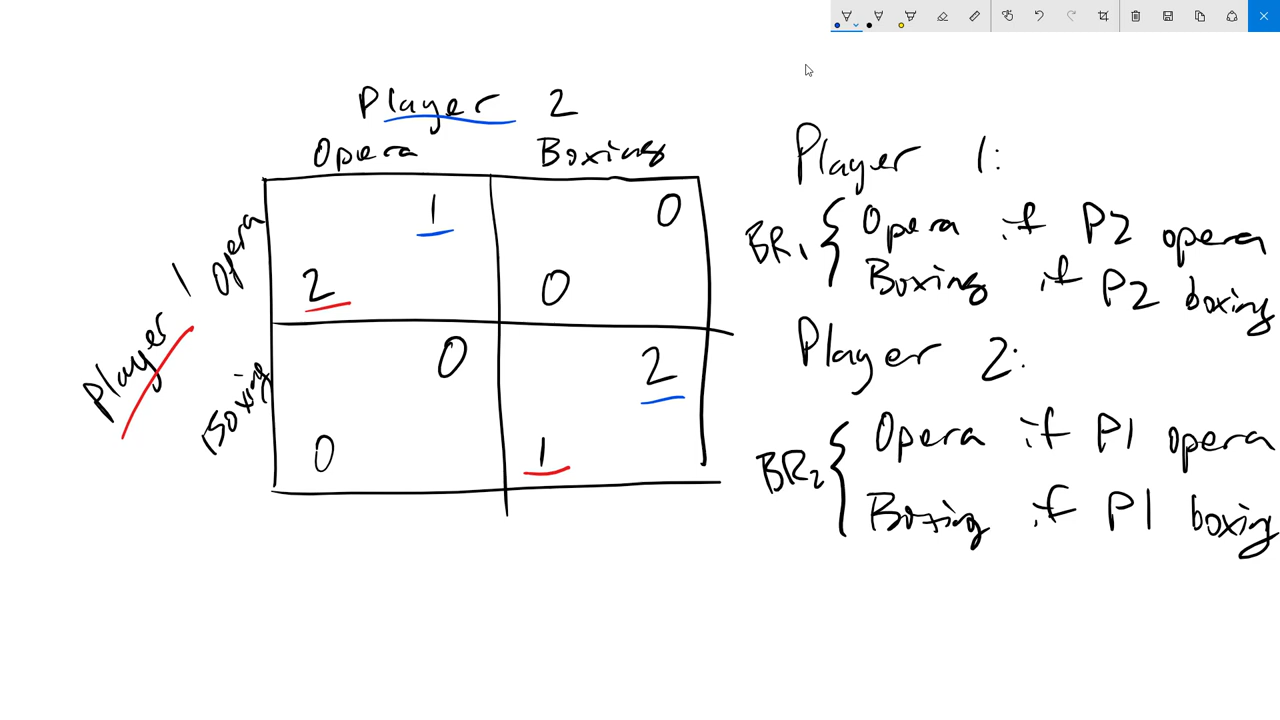 Player 2
Opera Boxing
Player 1
Opera
1 0
2 0
Boxing
0 2
0 1
Player 1:
BR1 { Opera if P2 opera
Boxing if P2 boxing
Player 2:
BR2 { Opera if P1 opera
Boxing if P1 boxing